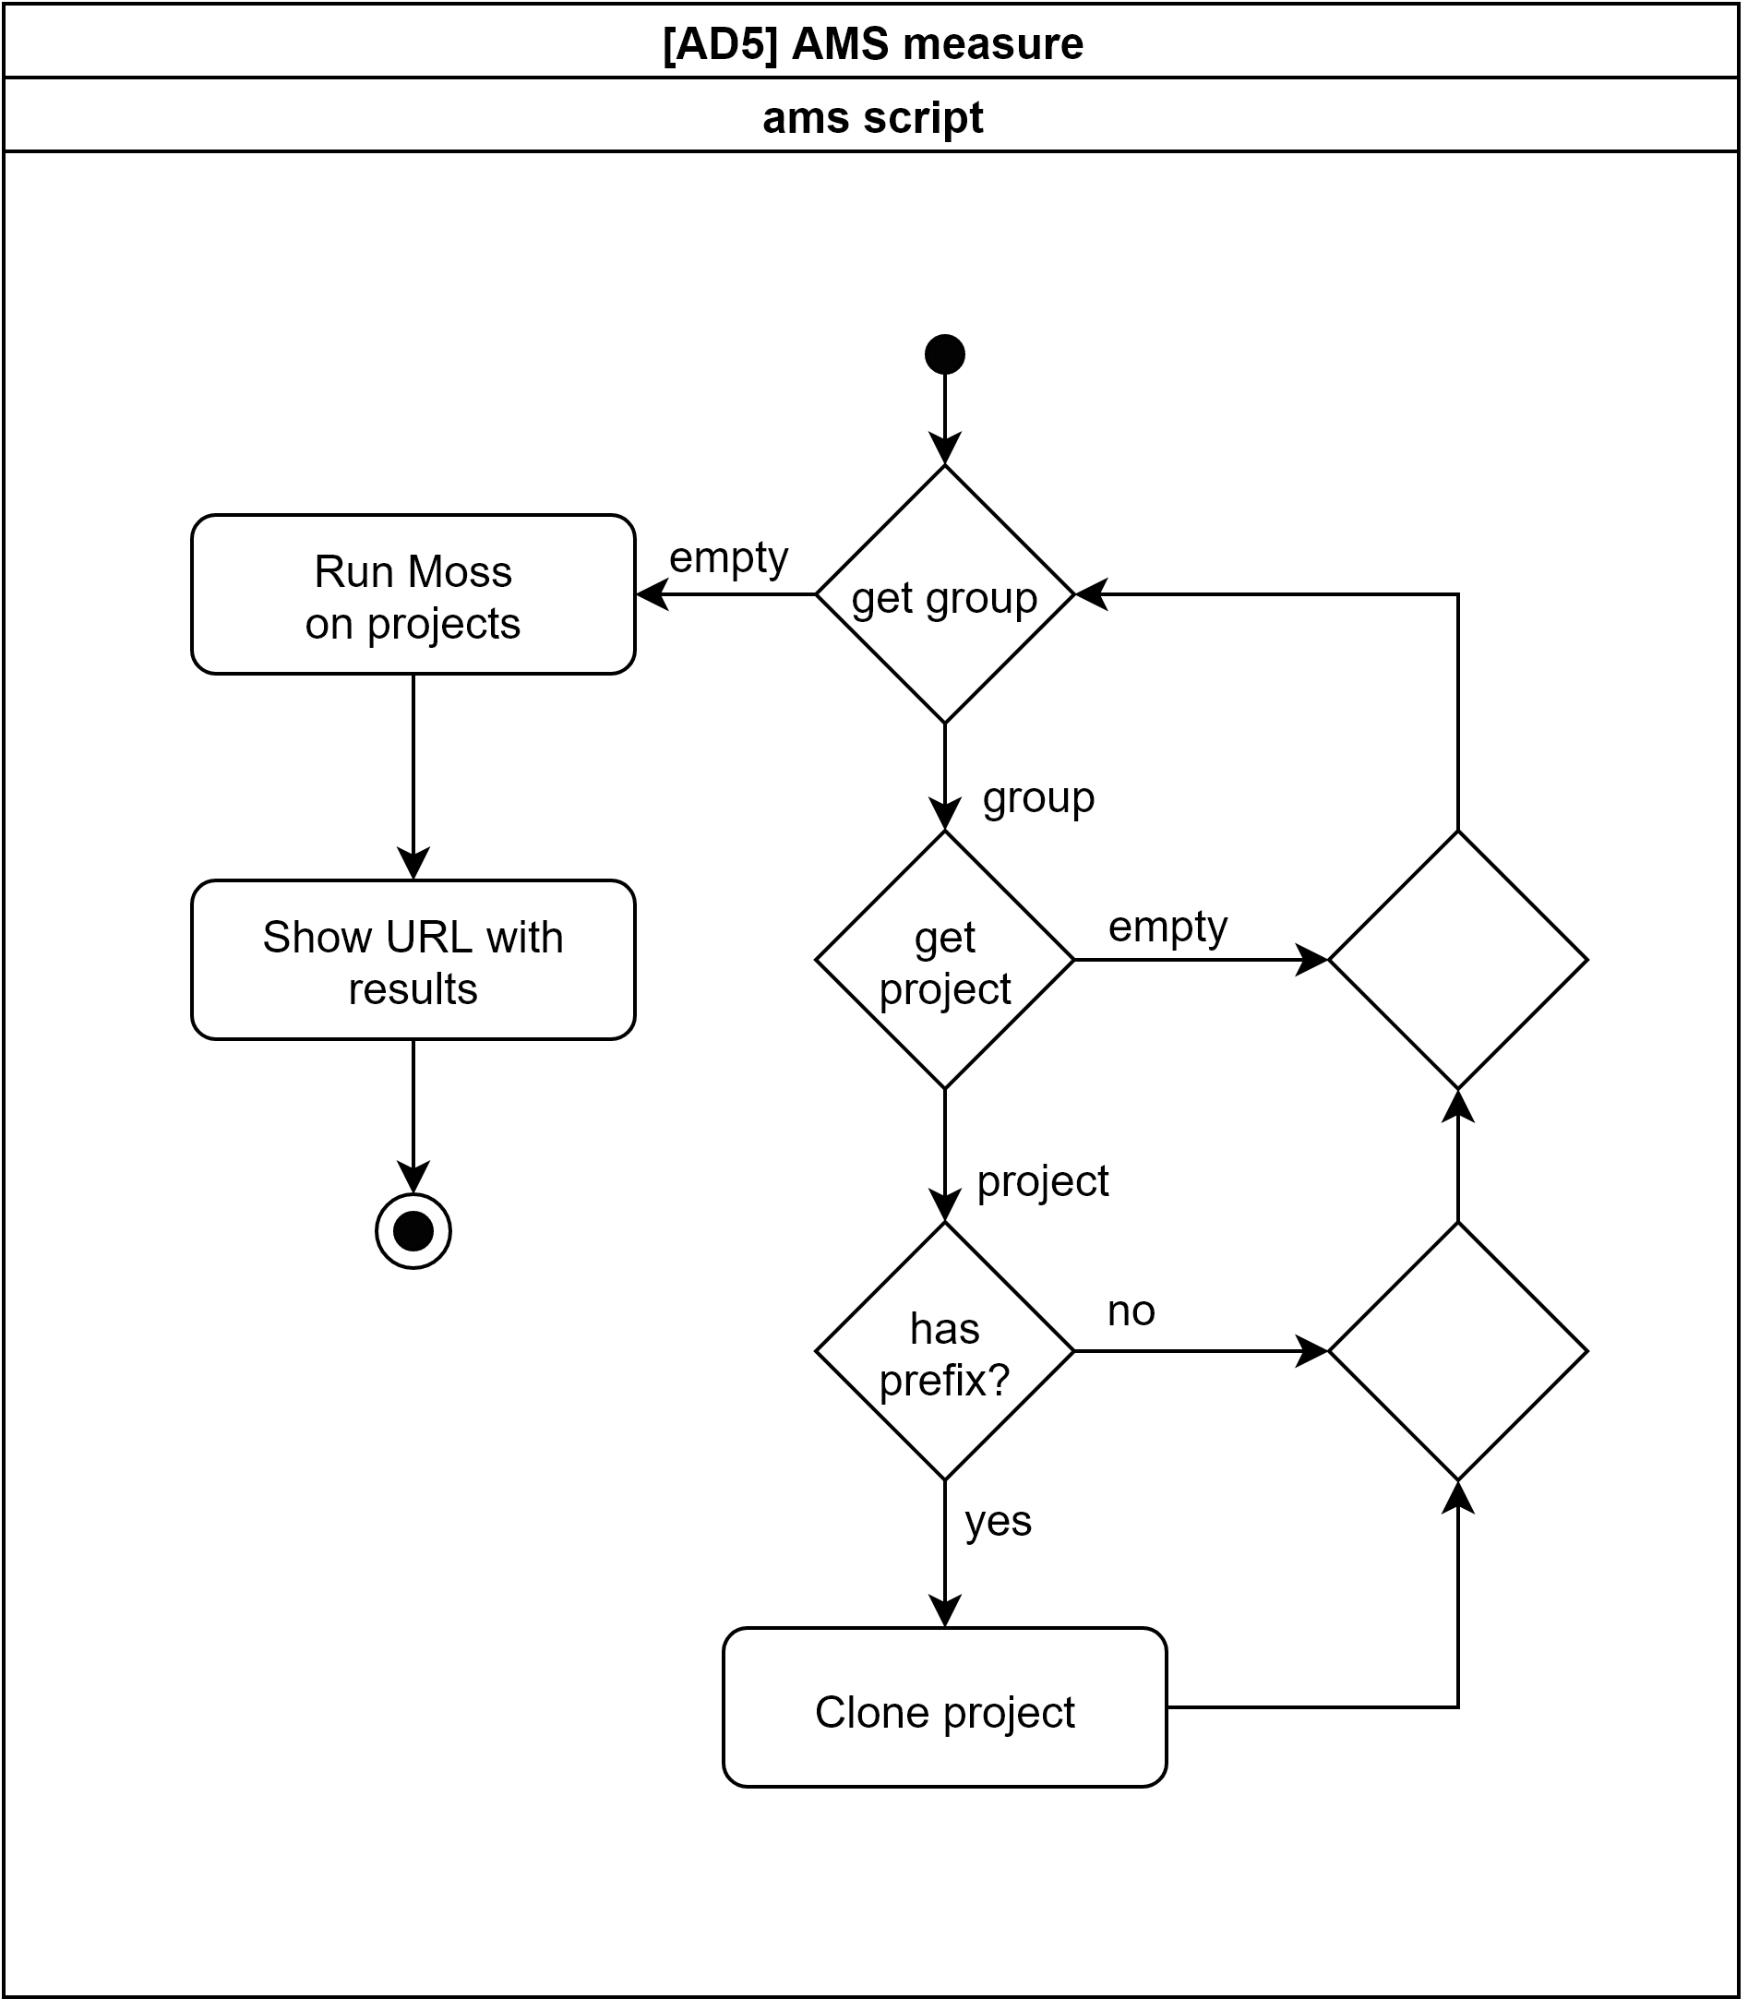 [AD5] AMS measure
ams script
Run Moss
on projects
empty
get group
group
Show URL with
results
get
project
empty
project
has
prefix?
no
yes
Clone project